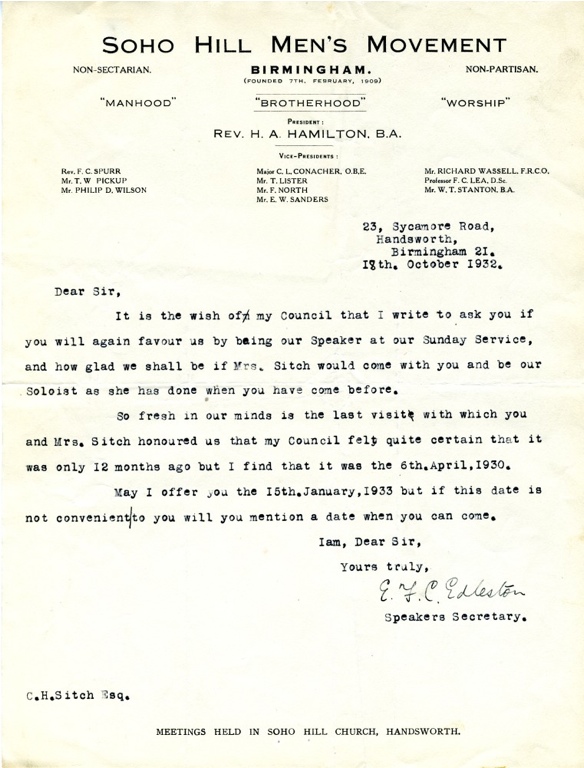 SOHO HILL MEN'S MOVEMENT
NON-SECTARIAN. BIRMINGHAM. NON-PARTISAN.
(FOUNDED 7TH. FEBRUARY, 1909)
"MANHOOD" "BROTHERHOOD" "WORSHIP"
PRESIDENT:
REV. H. A. HAMILTON, B.A.
VICE-PRESIDENTS:
Rev. F. C. SPURR Major C. L. CONACHER, O.B.E. Mr. RICHARD WASSELL, F.R.C.O.
Mr. T. W PICKUP Mr. T. LISTER Professor F. C. LEA, D.Sc.
Mr. PHILIP D, WILSON Mr. F. NORTH Mr. W. T. STANTON, B.A.
Mr. E. W. SANDERS
23, Sycamore Road,
Handsworth,
Birmingham 21.
18th. October 1932.
Dear Sir,
It is the wish of my Council that I write to ask you if
you will again favour us by being our Speaker at our Sunday Service,
and how glad we shall be if Mrs. Sitch would come with you and be our
Soloist as she has done when you have come before.
So fresh in our minds is the last visit with which you
and Mrs. Sitch honoured us that my Council felt quite certain that it
was only 12 months ago but I find that it was the 6th.April,1930.
May I offer you the 15th.January,1933 but if this date is
not convenient/to you will you mention a date when you can come.
Iam, Dear Sir,
Yours truly,
E. F. C. Edleston
Speakers Secretary.
C.H.Sitch Esq.
MEETINGS HELD IN SOHO HILL CHURCH, HANDSWORTH.